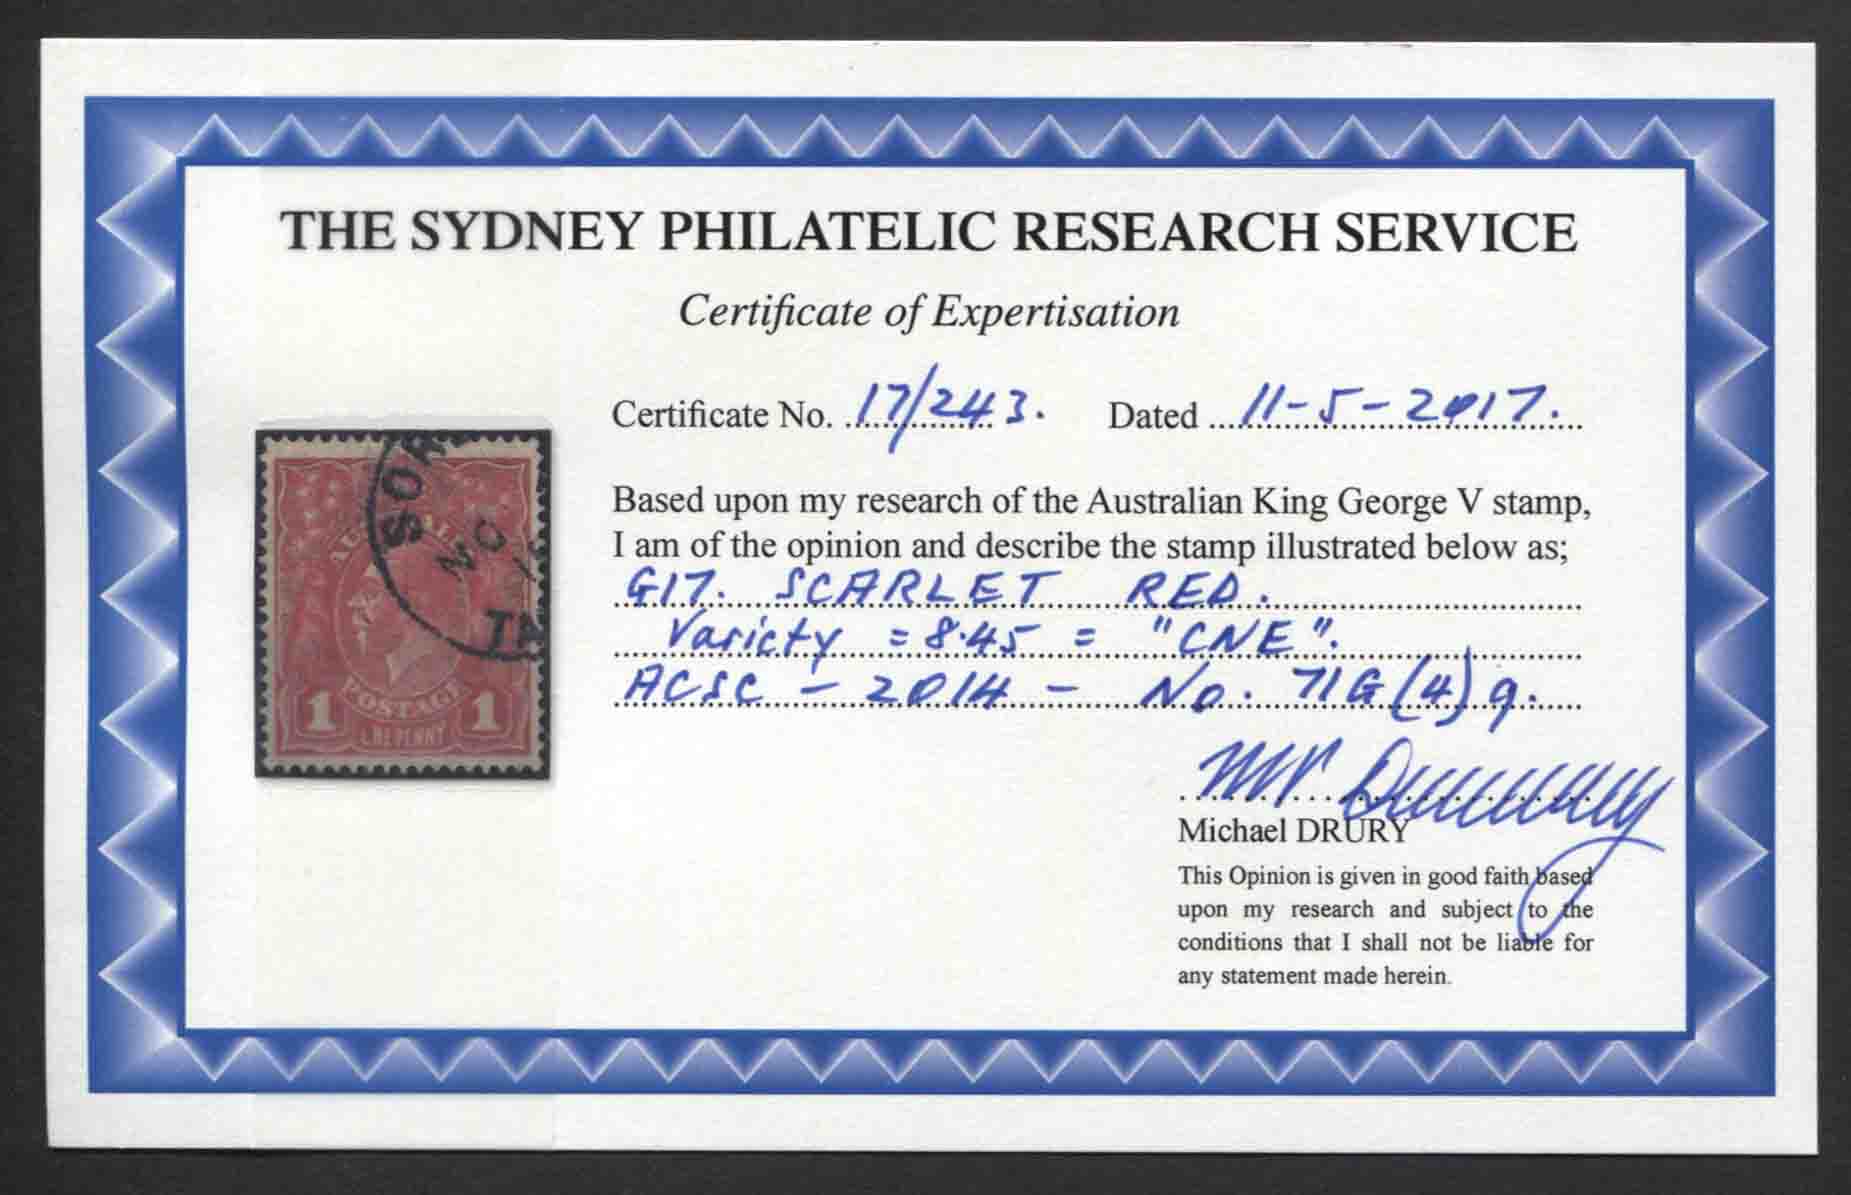 THE SYDNEY PHILATELIC RESEARCH SERVICE
Certificate of Expertisation
Certificate No. 17/243. Dated 11-5-2017.
Based upon my research of the Australian King George V stamp,
I am of the opinion and describe the stamp illustrated below as;
G17. SCARLET RED.
Variety = 8.45 = "CNE".
ACSC - 2014 - No. 71G(4)q.
POSTAGE
1 1
Michael DRURY
This Opinion is given in good faith based
upon my research and subject to the
conditions that I shall not be liable for
any statement made herein.